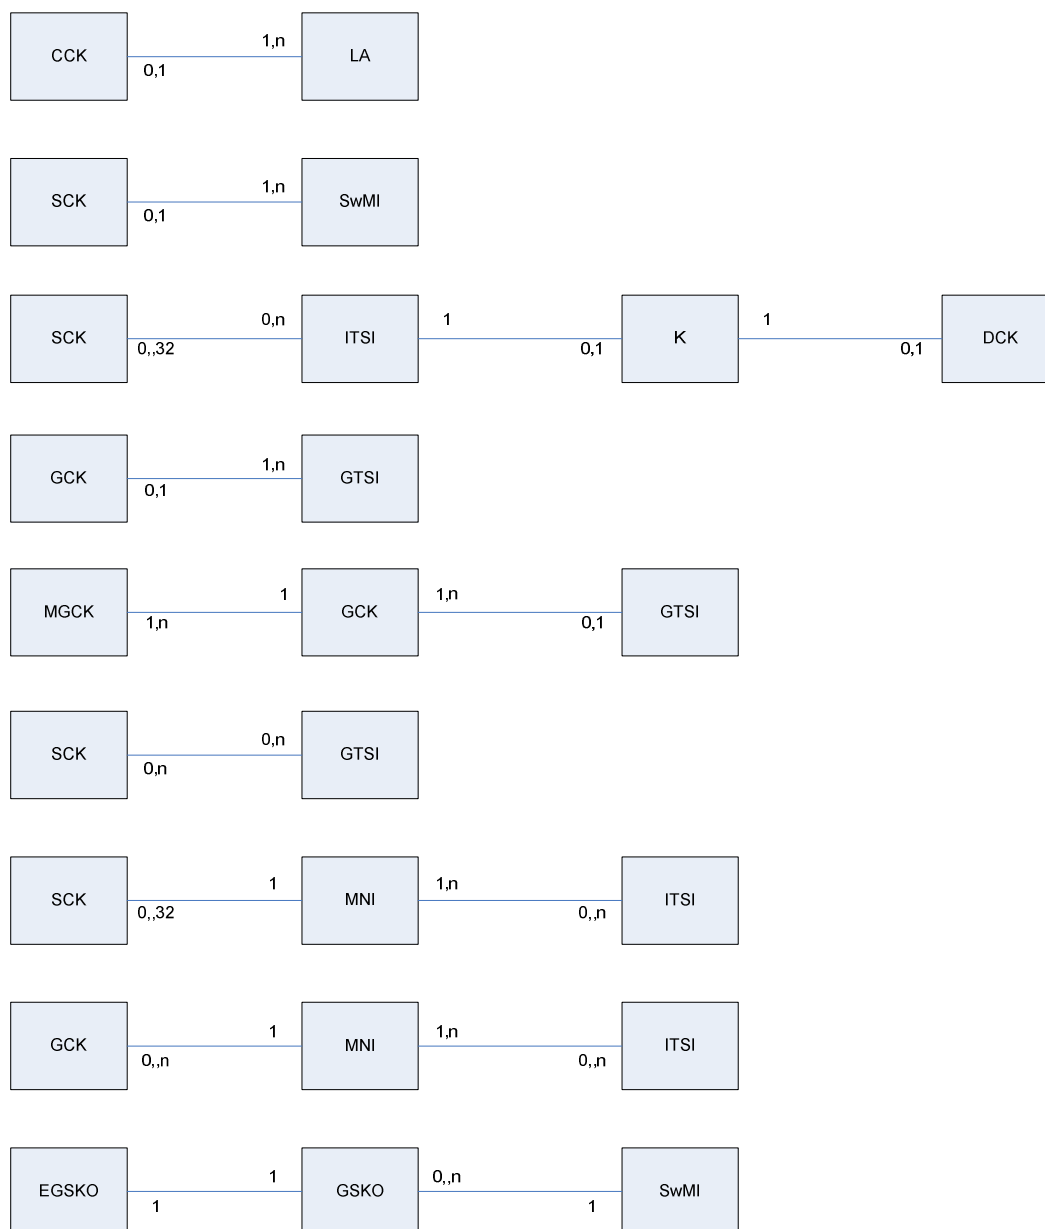 1,n
CCK LA
0,1
1,n
SCK SwMI
0,1
0,n 1 1
SCK ITSI K DCK
0,,32 0,1 0,1
1,n
GCK GTSI
0,1
1 1,n
MGCK GCK GTSI
1,n 0,1
0,n
SCK GTSI
0,n
1 1,n
SCK MNI ITSI
0,,32 0,,n
1 1,n
GCK MNI ITSI
0,,n 0,,n
1 0,,n
EGSKO GSKO SwMI
1 1